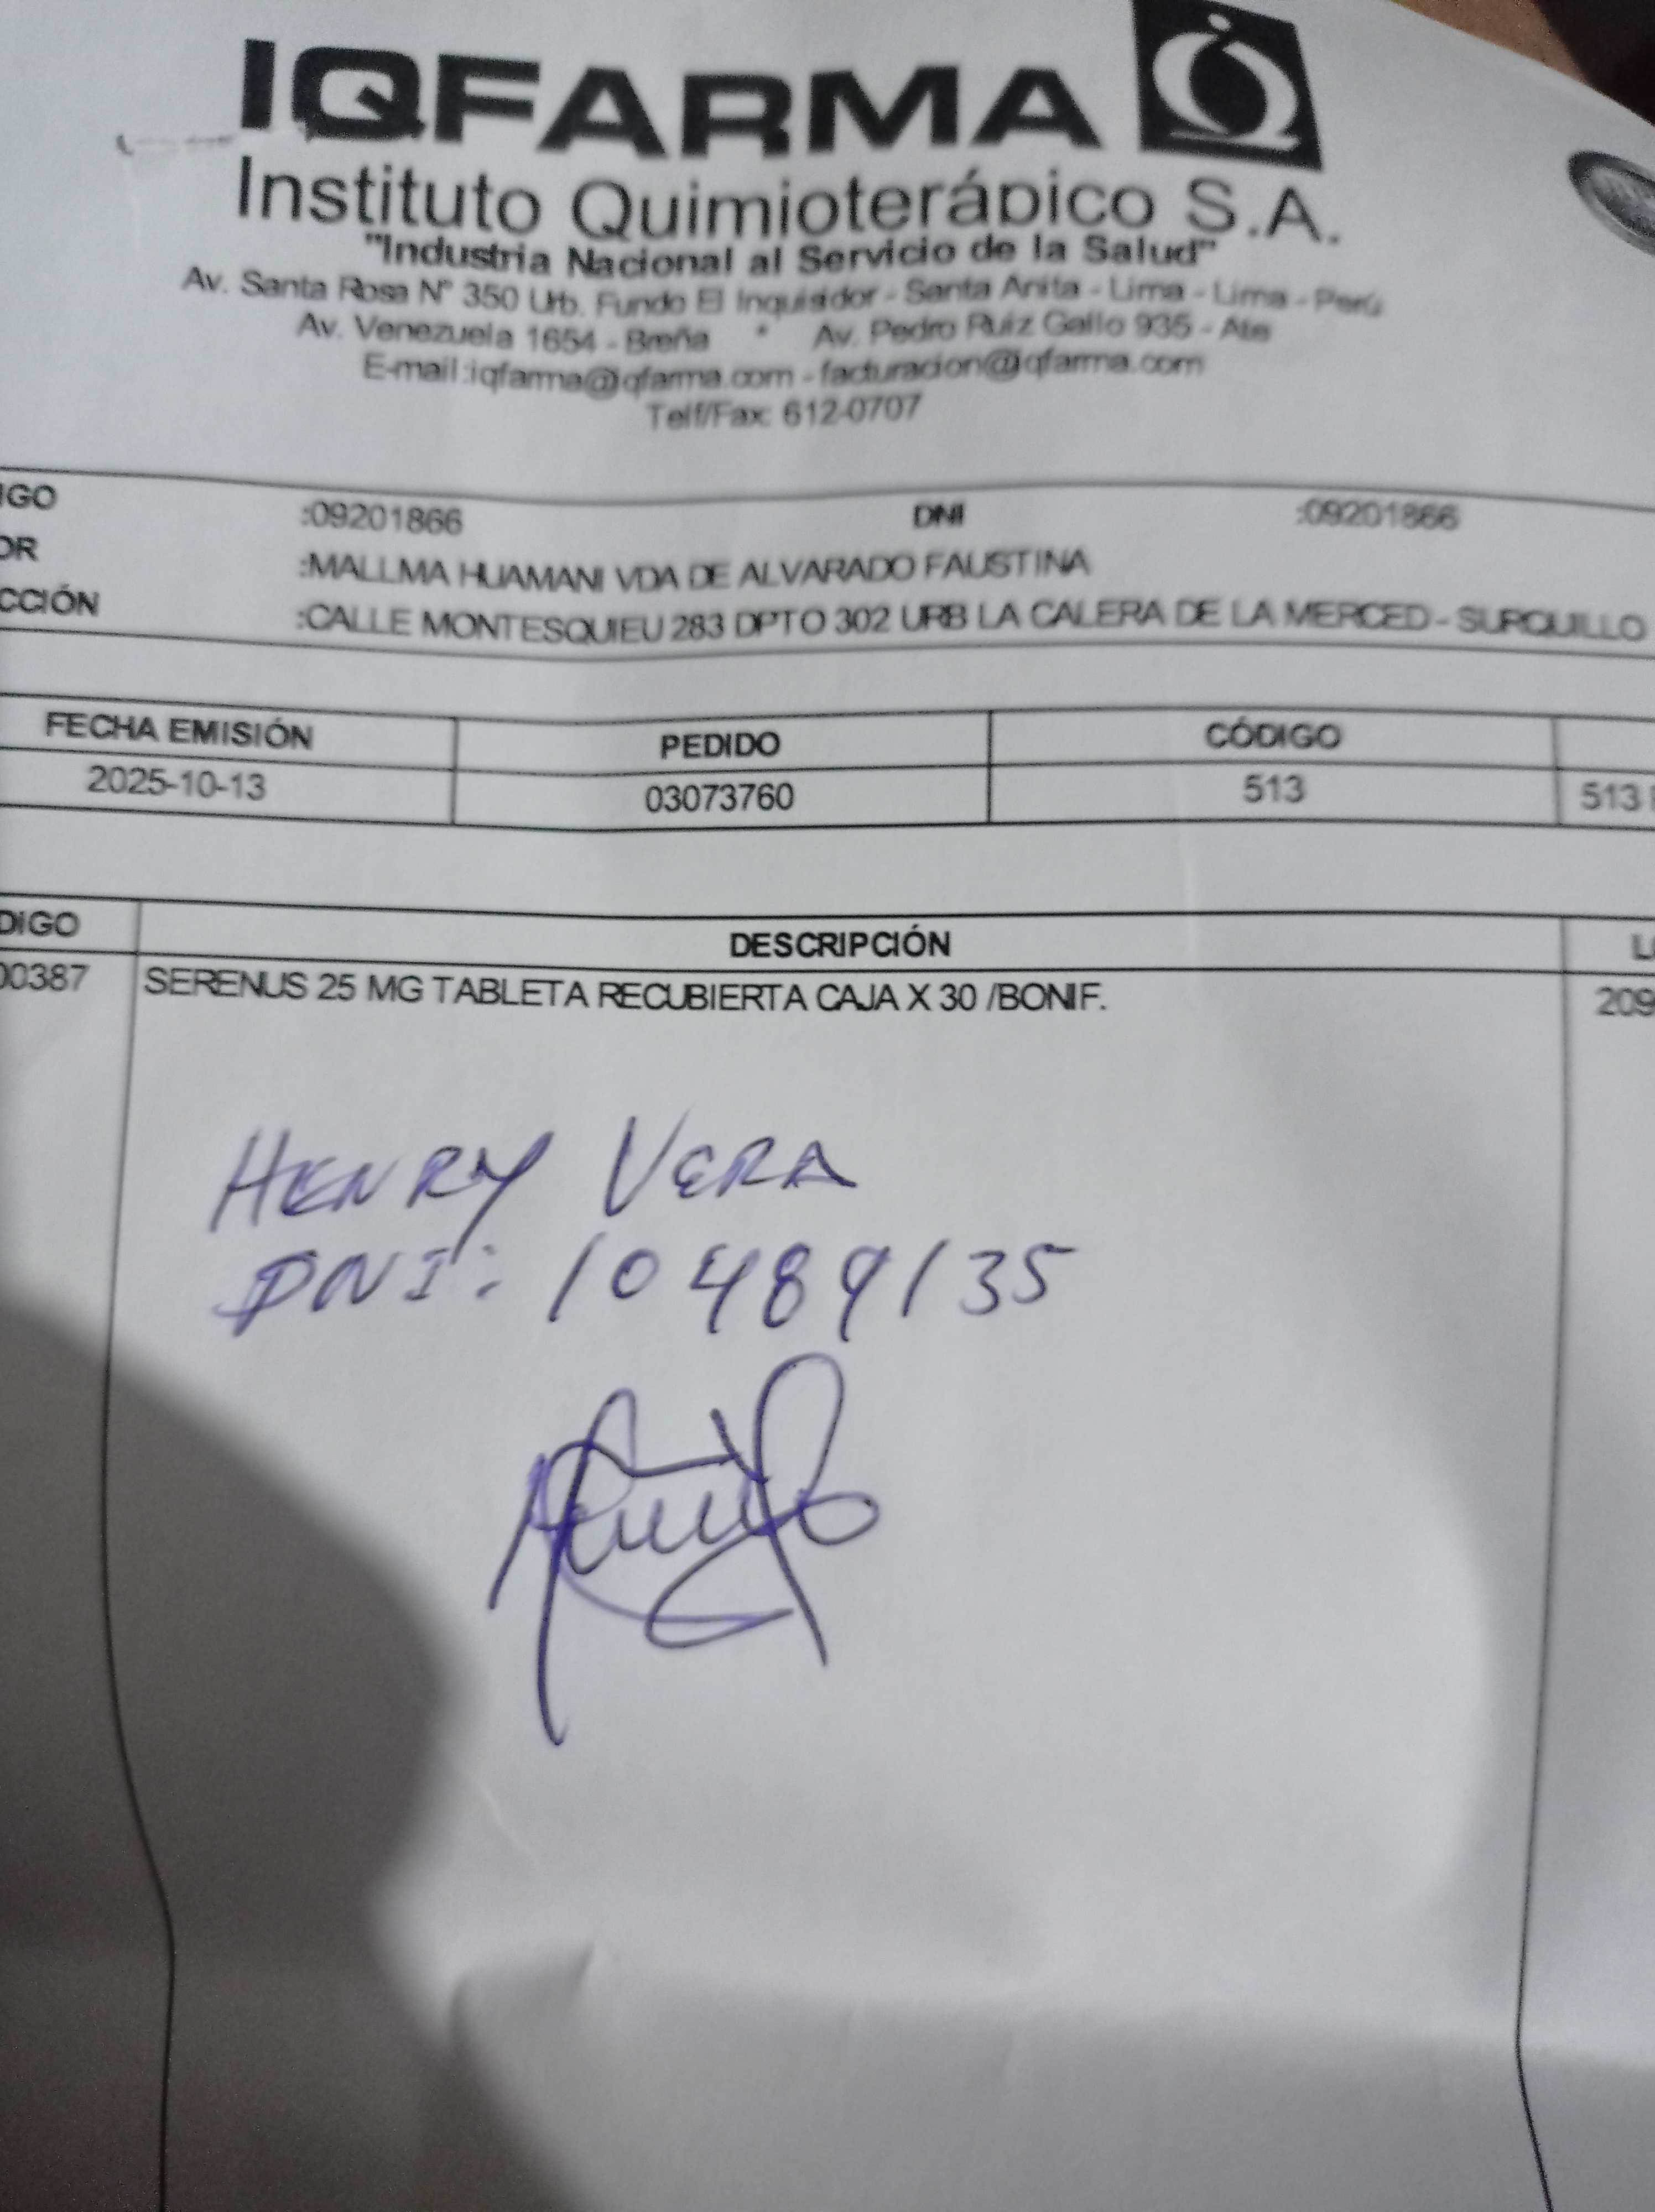 IQFARMA
Instituto Quimioterápico S.A.
"Industria Nacional al Servicio de la Salud"
Av. Santa Rosa N° 350 Urb. Fundo El Inquisidor - Santa Anita - Lima - Lima - Perú
Av. Venezuela 1654 - Breña * Av. Pedro Ruiz Gallo 935 - Ate
E-mail:iqfarma@iqfarma.com - facturacion@iqfarma.com
Telf/Fax: 612-0707
IGO :09201866 DNI :09201866
OR :MALLMA HUAMANI VDA DE ALVARADO FAUSTINA
CCIÓN :CALLE MONTESQUIEU 283 DPTO 302 URB LA CALERA DE LA MERCED - SURQUILLO
FECHA EMISIÓN PEDIDO CÓDIGO
2025-10-13 03073760 513 513
DIGO DESCRIPCIÓN L
00387 SERENUS 25 MG TABLETA RECUBIERTA CAJA X 30 /BONIF. 209
HENRY VERA
DNI: 10489135